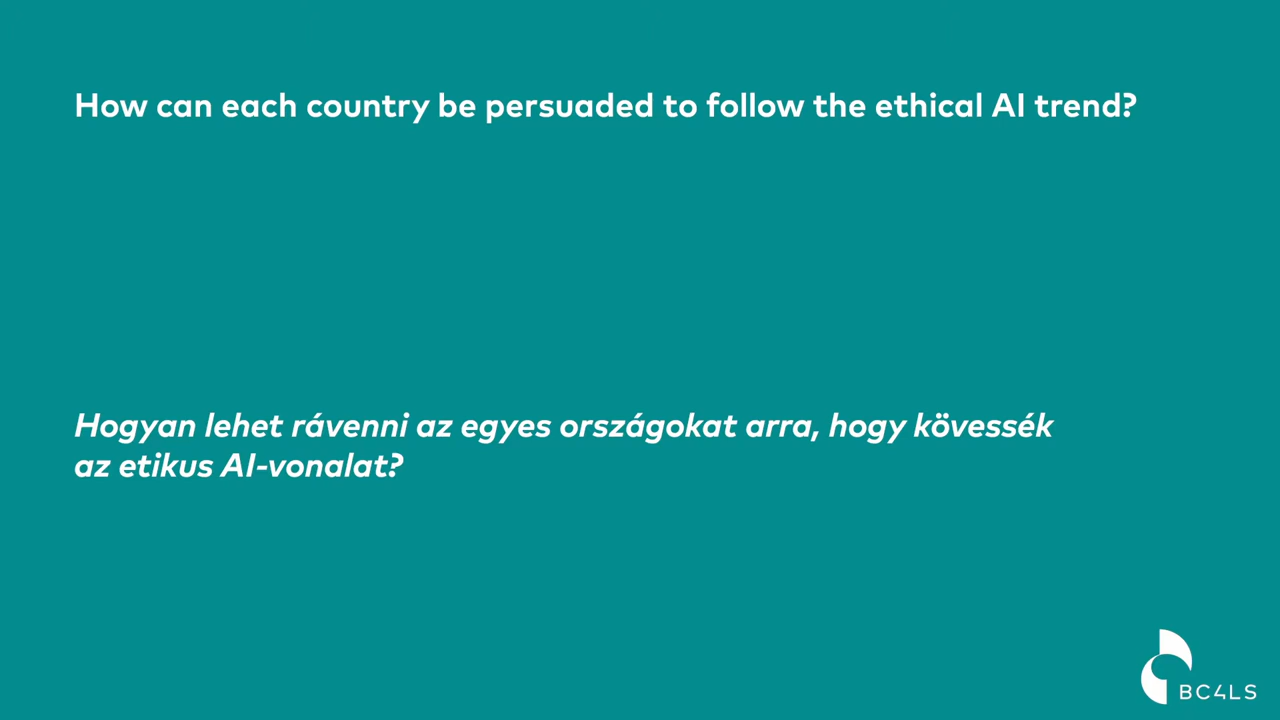 How can each country be persuaded to follow the ethical AI trend?
Hogyan lehet rávenni az egyes országokat arra, hogy kövessék
az etikus AI-vonalat?
BC4LS